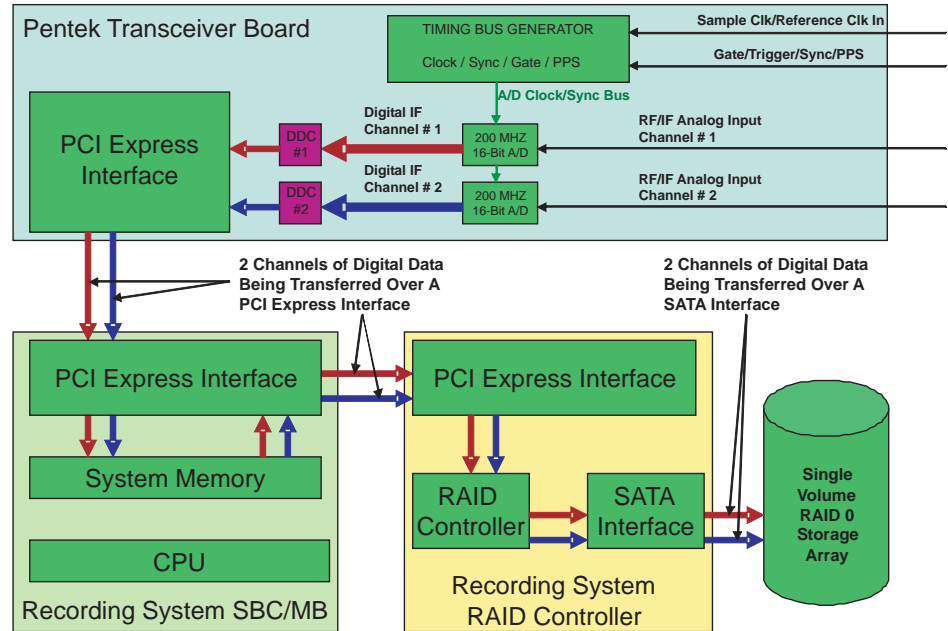 Pentek Transceiver Board
TIMING BUS GENERATOR
Clock / Sync / Gate / PPS
Sample Clk/Reference Clk In
Gate/Trigger/Sync/PPS
A/D Clock/Sync Bus
PCI Express
Interface
DDC
#1
Digital IF
Channel # 1
200 MHZ
16-Bit A/D
RF/IF Analog Input
Channel # 1
DDC
#2
Digital IF
Channel # 2
200 MHZ
16-Bit A/D
RF/IF Analog Input
Channel # 2
2 Channels of Digital Data
Being Transferred Over A
PCI Express Interface
2 Channels of Digital Data
Being Transferred Over A
SATA Interface
PCI Express Interface
System Memory
CPU
Recording System SBC/MB
PCI Express Interface
RAID
Controller
SATA
Interface
Recording System
RAID Controller
Single
Volume
RAID 0
Storage
Array